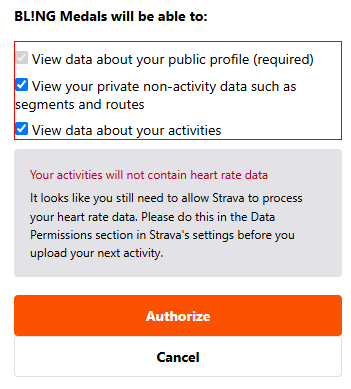 BL!NG Medals will be able to:
View data about your public profile (required)
View your private non-activity data such as
segments and routes
View data about your activities
Your activities will not contain heart rate data
It looks like you still need to allow Strava to process
your heart rate data. Please do this in the Data
Permissions section in Strava's settings before you
upload your next activity.
Authorize
Cancel